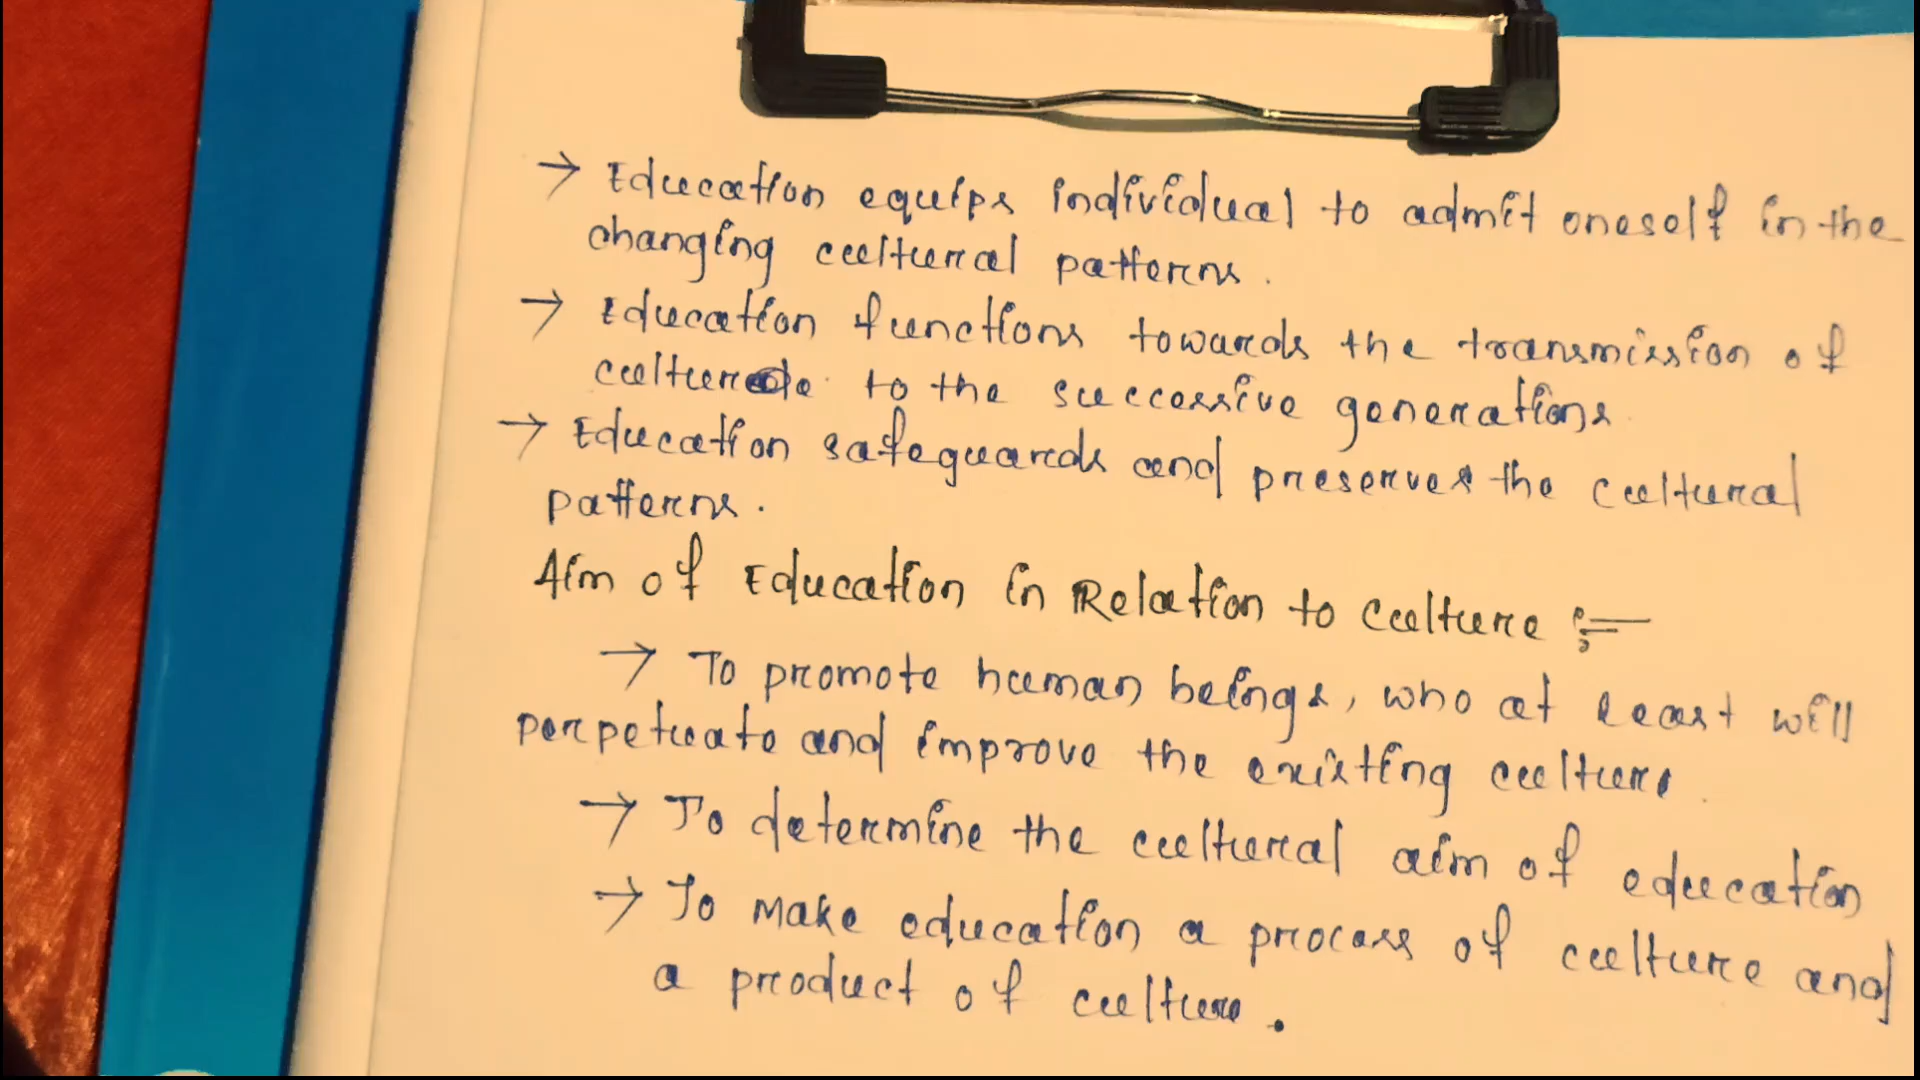 → Education equips individual to admit oneself in the
changing cultural patterns.
→ Education functions towards the transmission of
culture to the successive generations
→ Education safeguards and preserves the cultural
patterns.
Aim of Education in Relation to culture :=
→ To promote human beings, who at least will
perpetuate and improve the existing culture.
→ To determine the cultural aim of education
→ To make education a process of culture and
a product of culture.